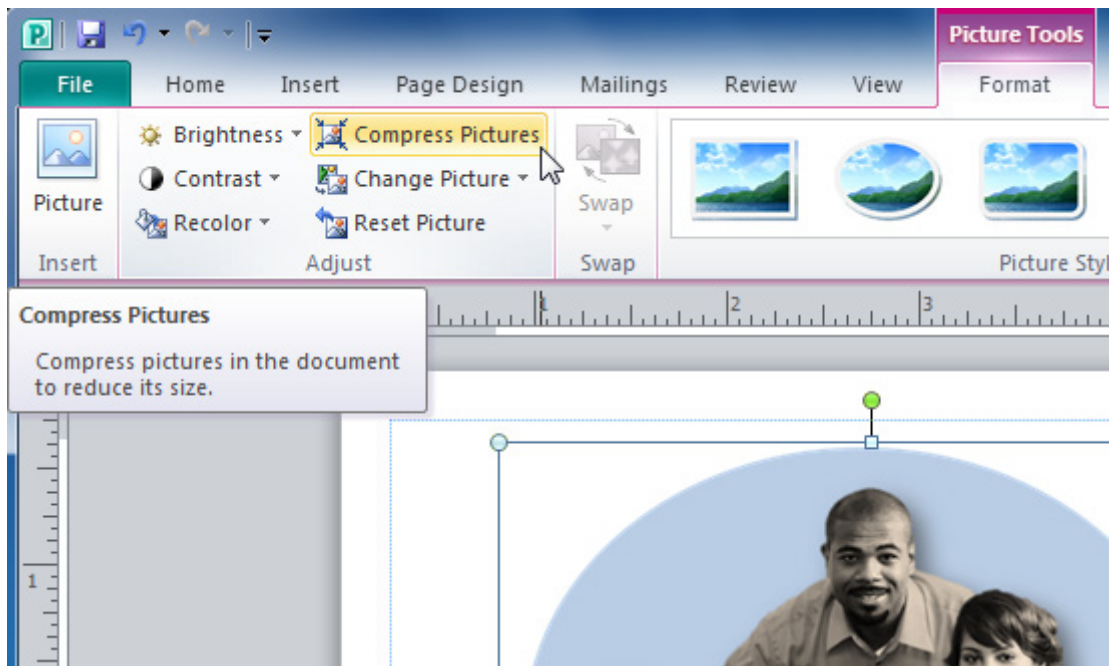 P
Picture Tools
File Home Insert Page Design Mailings Review View Format
Brightness Compress Pictures
Contrast Change Picture
Picture Recolor Reset Picture Swap
Insert Adjust Swap Picture Styl
Compress Pictures
Compress pictures in the document
to reduce its size.
1 2 3
1